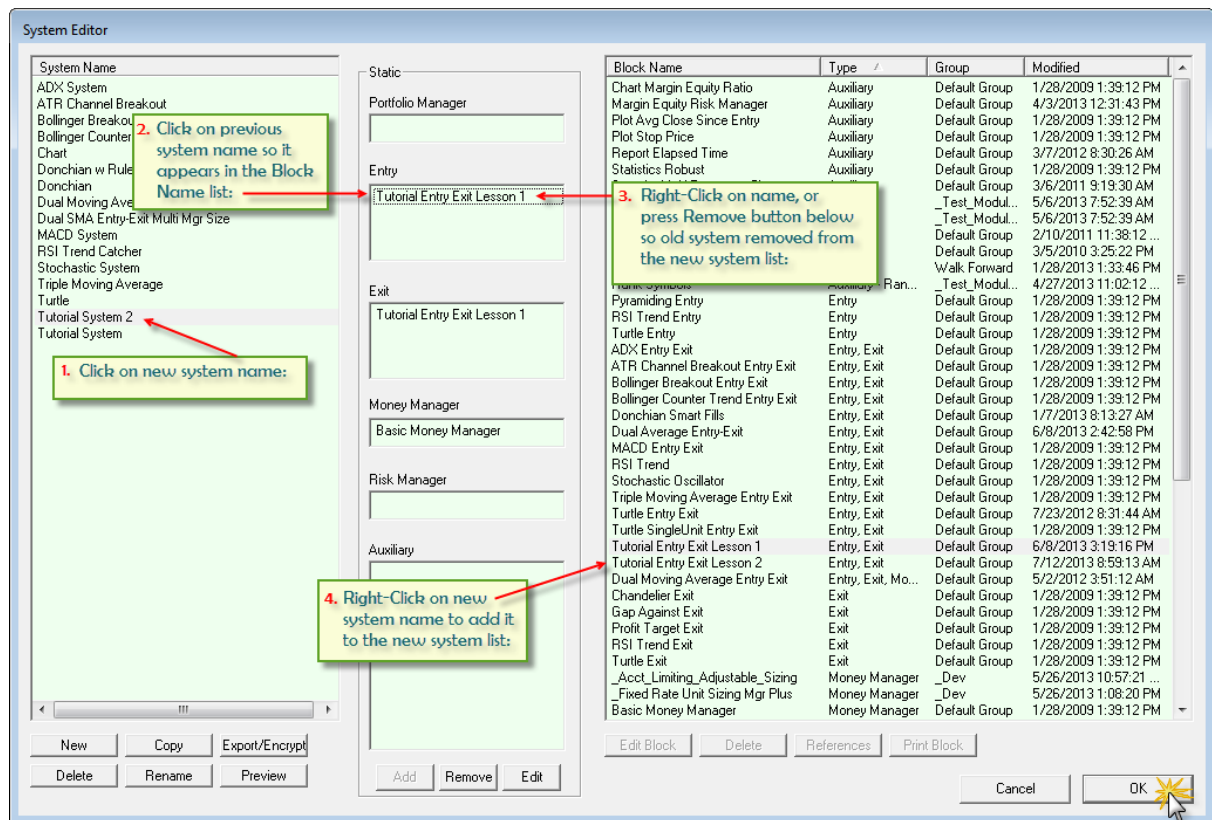 System Editor
System Name
ADX System
ATR Channel Breakout
Bollinger Breakou
Bollinger Counter
Chart
Donchian w Rule
Donchian
Dual Moving Ave
Dual SMA Entry-Exit Multi Mgr Size
MACD System
RSI Trend Catcher
Stochastic System
Triple Moving Average
Turtle
Tutorial System 2
Tutorial System
1. Click on new system name:
2. Click on previous
system name so it
appears in the Block
Name list:
New Copy Export/Encrypt
Delete Rename Preview
Static
Portfolio Manager
Entry
Tutorial Entry Exit Lesson 1
Exit
Tutorial Entry Exit Lesson 1
Money Manager
Basic Money Manager
Risk Manager
Auxiliary
Add Remove Edit
3. Right-Click on name, or
press Remove button below
so old system removed from
the new system list:
4. Right-Click on new
system name to add it
to the new system list:
Block Name Type Group Modified
Chart Margin Equity Ratio Auxiliary Default Group 1/28/2009 1:39:12 PM
Margin Equity Risk Manager Auxiliary Default Group 4/3/2013 12:31:43 PM
Plot Avg Close Since Entry Auxiliary Default Group 1/28/2009 1:39:12 PM
Plot Stop Price Auxiliary Default Group 1/28/2009 1:39:12 PM
Report Elapsed Time Auxiliary Default Group 3/7/2012 8:30:26 AM
Statistics Robust Auxiliary Default Group 1/28/2009 1:39:12 PM
Default Group 3/6/2011 9:19:30 AM
_Test_Modul... 5/6/2013 7:52:39 AM
_Test_Modul... 5/6/2013 7:52:39 AM
Default Group 2/10/2011 11:38:12 ...
Default Group 3/5/2010 3:25:22 PM
Walk Forward 1/28/2013 1:33:46 PM
Symbols Auxiliary - Ran... _Test_Modul... 4/27/2013 11:02:12 ...
Pyramiding Entry Entry Default Group 1/28/2009 1:39:12 PM
RSI Trend Entry Entry Default Group 1/28/2009 1:39:12 PM
Turtle Entry Entry Default Group 1/28/2009 1:39:12 PM
ADX Entry Exit Entry, Exit Default Group 1/28/2009 1:39:12 PM
ATR Channel Breakout Entry Exit Entry, Exit Default Group 1/28/2009 1:39:12 PM
Bollinger Breakout Entry Exit Entry, Exit Default Group 1/28/2009 1:39:12 PM
Bollinger Counter Trend Entry Exit Entry, Exit Default Group 1/28/2009 1:39:12 PM
Donchian Smart Fills Entry, Exit Default Group 1/7/2013 8:13:27 AM
Dual Average Entry-Exit Entry, Exit Default Group 6/8/2013 2:42:58 PM
MACD Entry Exit Entry, Exit Default Group 1/28/2009 1:39:12 PM
RSI Trend Entry, Exit Default Group 1/28/2009 1:39:12 PM
Stochastic Oscillator Entry, Exit Default Group 1/28/2009 1:39:12 PM
Triple Moving Average Entry Exit Entry, Exit Default Group 1/28/2009 1:39:12 PM
Turtle Entry Exit Entry, Exit Default Group 7/23/2012 8:31:44 AM
Turtle SingleUnit Entry Exit Entry, Exit Default Group 1/28/2009 1:39:12 PM
Tutorial Entry Exit Lesson 1 Entry, Exit Default Group 6/8/2013 3:19:16 PM
Tutorial Entry Exit Lesson 2 Entry, Exit Default Group 7/12/2013 8:59:13 AM
Dual Moving Average Entry Exit Entry, Exit, Mo... Default Group 5/2/2012 3:51:12 AM
Chandelier Exit Exit Default Group 1/28/2009 1:39:12 PM
Gap Against Exit Exit Default Group 1/28/2009 1:39:12 PM
Profit Target Exit Exit Default Group 1/28/2009 1:39:12 PM
RSI Trend Exit Exit Default Group 1/28/2009 1:39:12 PM
Turtle Exit Exit Default Group 1/28/2009 1:39:12 PM
_Acct_Limiting_Adjustable_Sizing Money Manager _Dev 5/26/2013 10:57:21 ...
_Fixed Rate Unit Sizing Mgr Plus Money Manager _Dev 5/26/2013 1:08:20 PM
Basic Money Manager Money Manager Default Group 1/28/2009 1:39:12 PM
Edit Block Delete References Print Block
Cancel OK